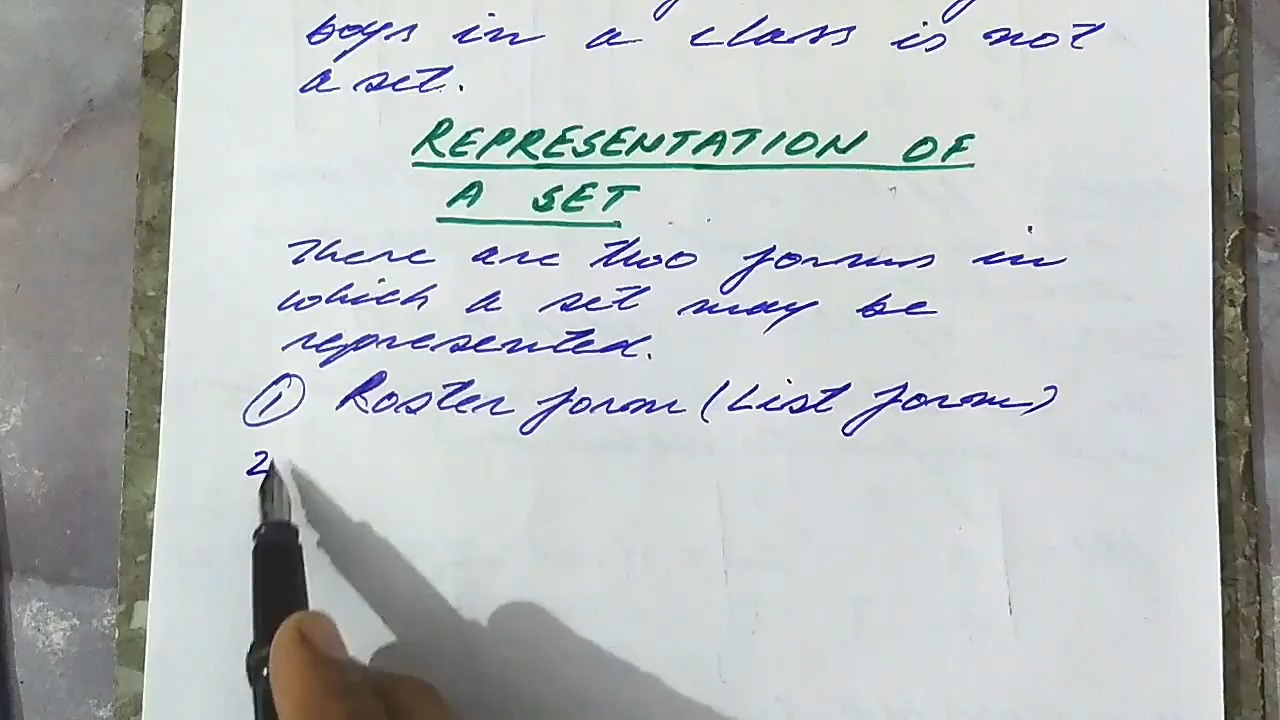 boys in a class is not
a set.
REPRESENTATION OF
A SET
There are two forms in
which a set may be
represented.
① Roster form (List form)
2